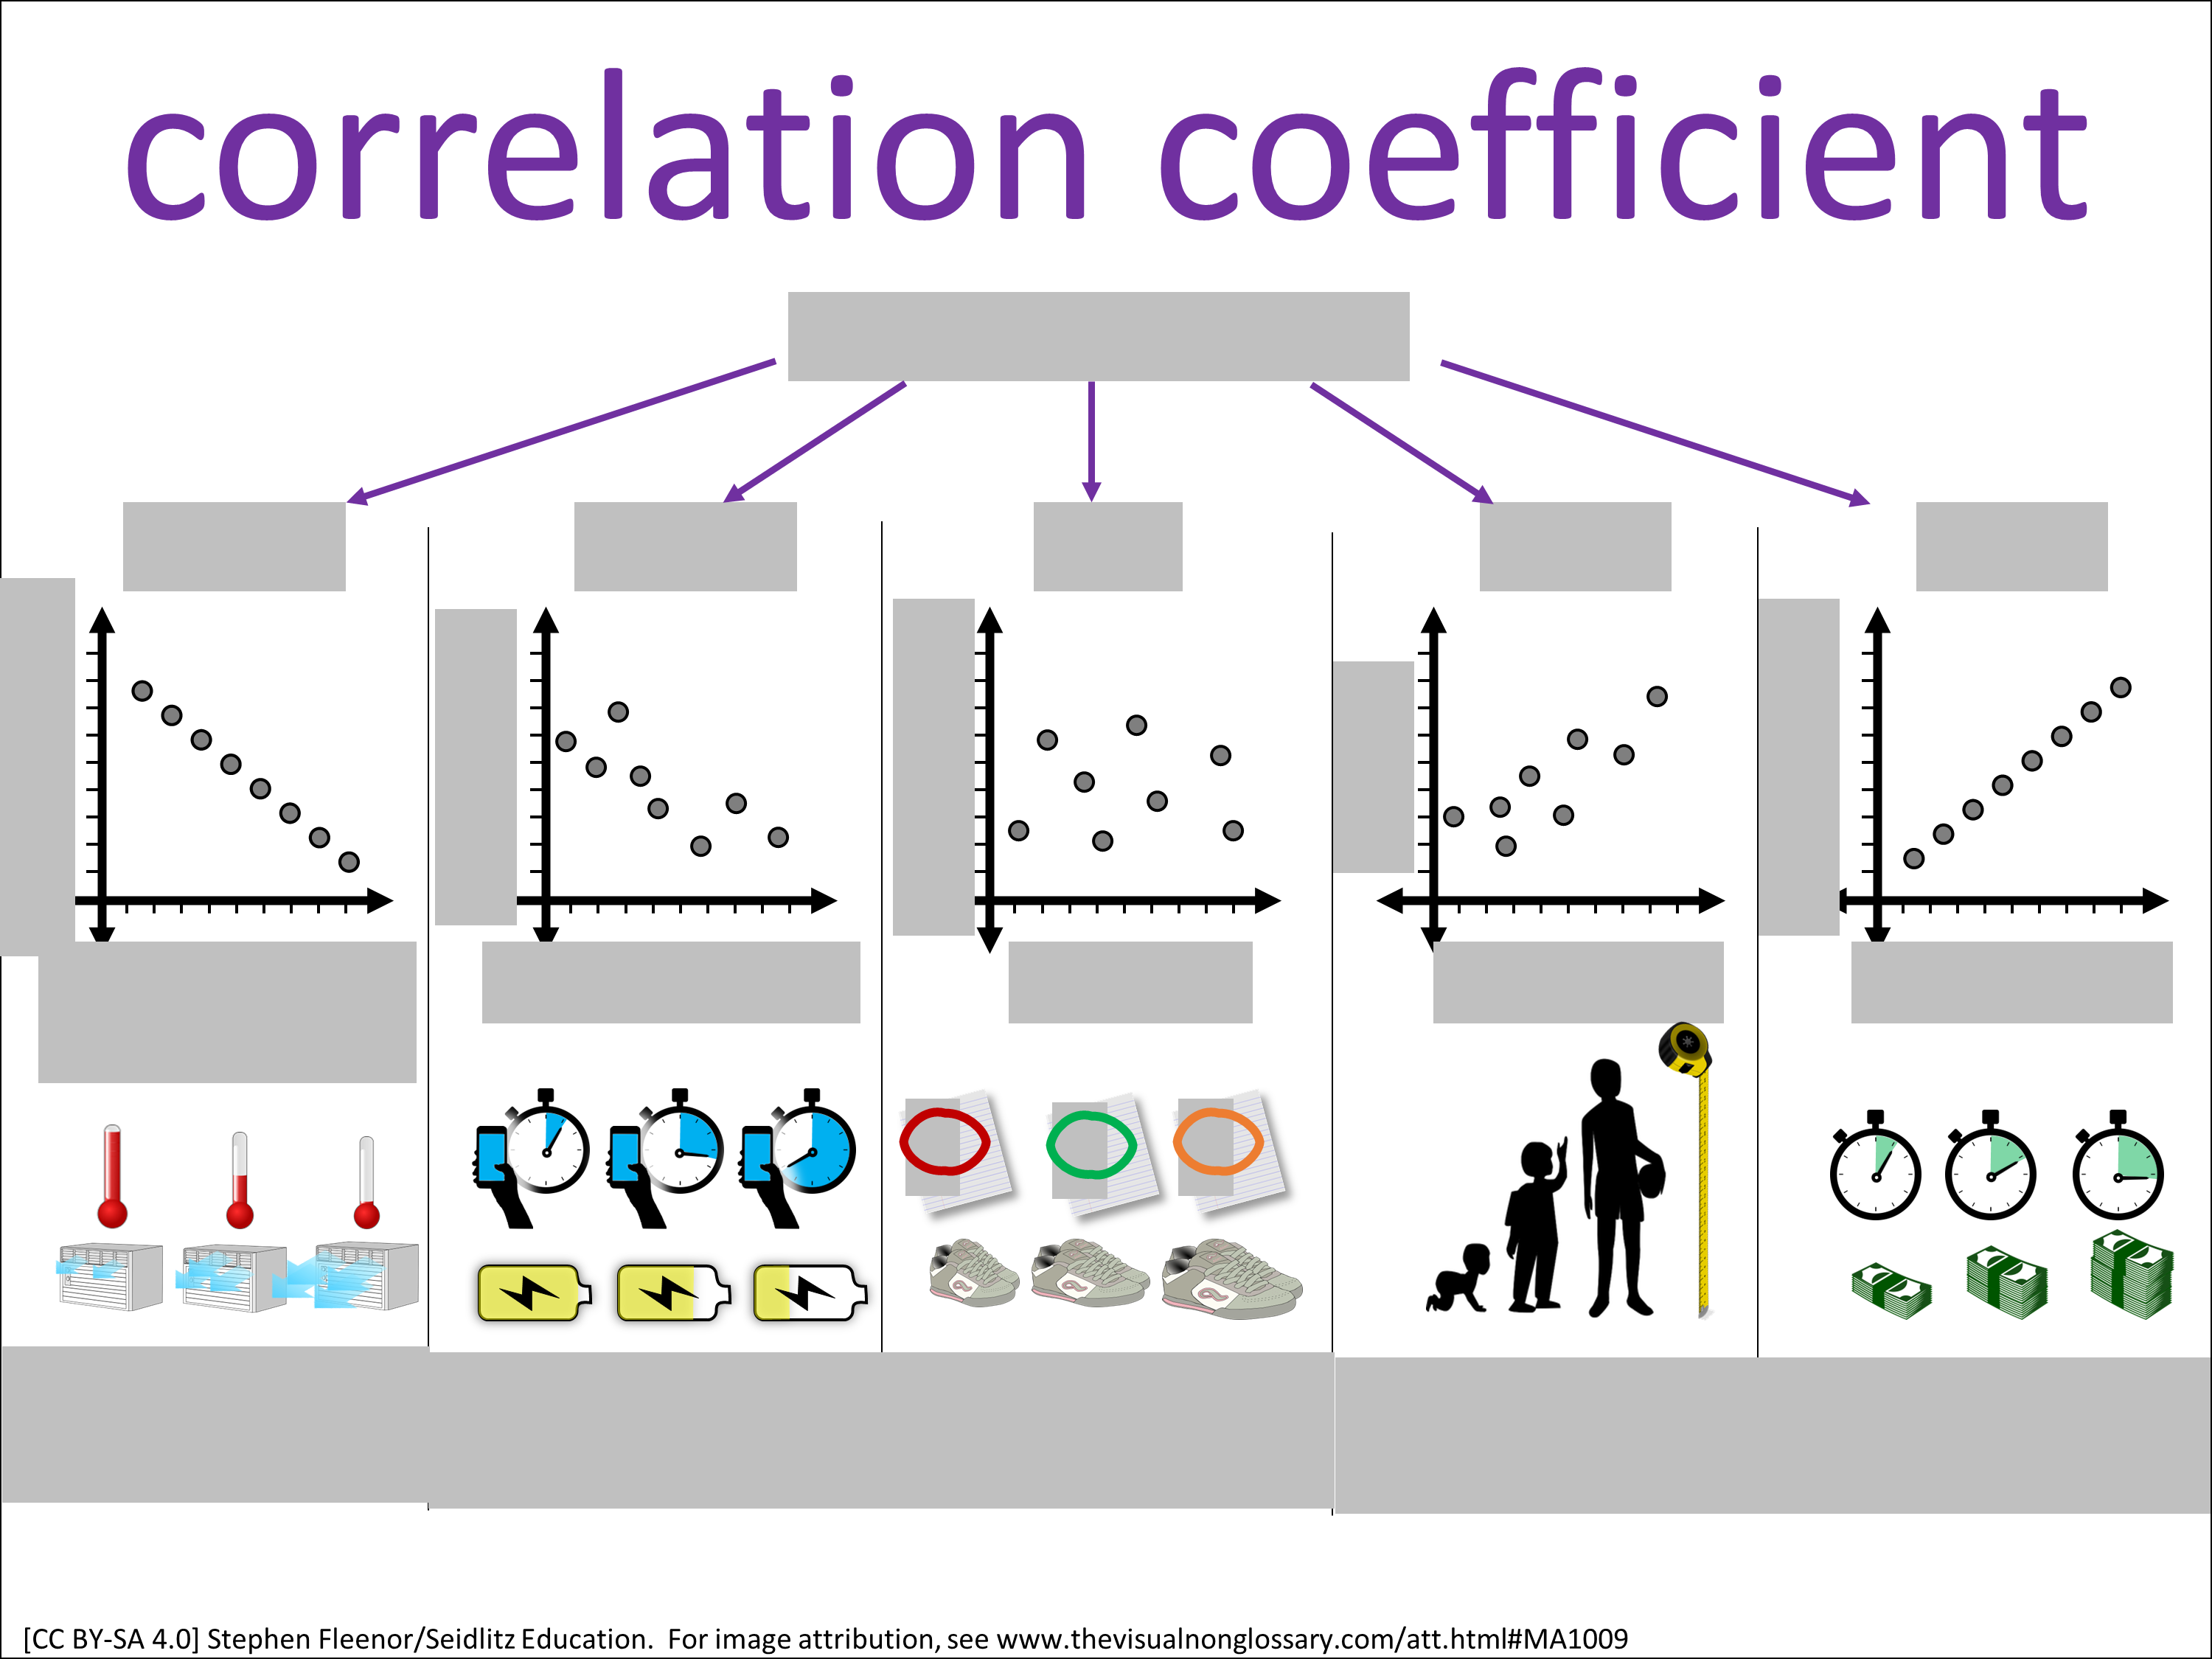 correlation coefficient
[CC BY-SA 4.0] Stephen Fleenor/Seidlitz Education.  For image attribution, see www.thevisualnonglossary.com/att.html#MA1009